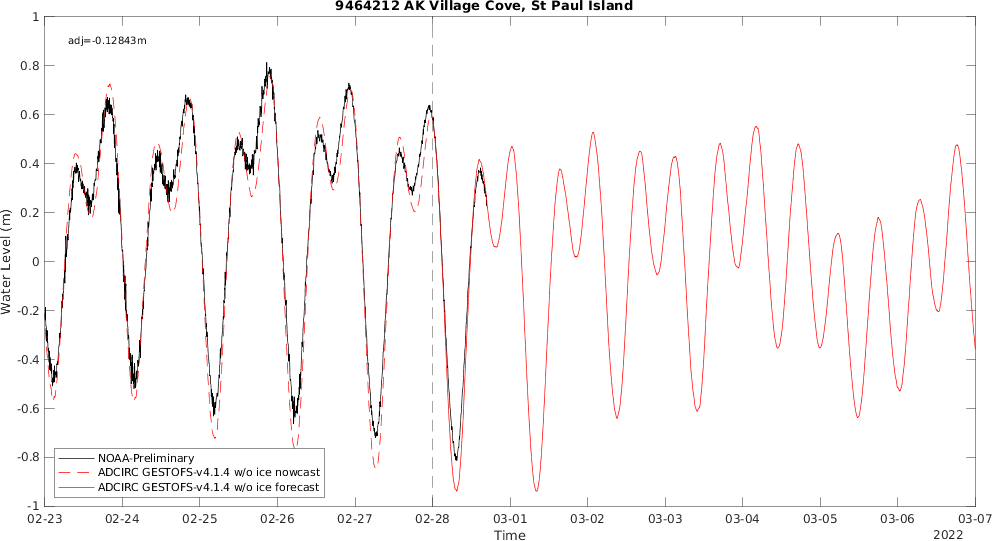 9464212 AK Village Cove, St Paul Island
adj=-0.12843m
1
0.8
0.6
0.4
0.2
0
-0.2
-0.4
-0.6
-0.8
-1
Water Level (m)
NOAA-Preliminary
ADCIRC GESTOFS-v4.1.4 w/o ice nowcast
ADCIRC GESTOFS-v4.1.4 w/o ice forecast
02-23 02-24 02-25 02-26 02-27 02-28 03-01 03-02 03-03 03-04 03-05 03-06 03-07
Time
2022